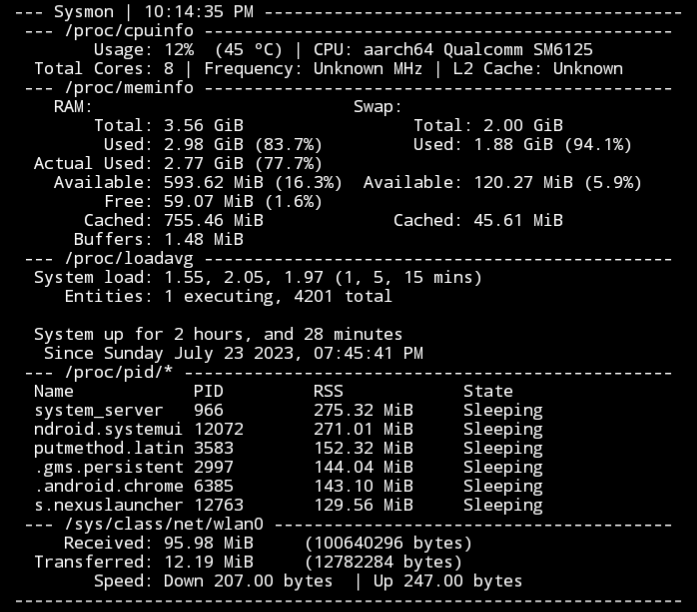 --- Sysmon | 10:14:35 PM ------------------------------------------
--- /proc/cpuinfo -----------------------------------------------
Usage: 12% (45 ºC) | CPU: aarch64 Qualcomm SM6125
Total Cores: 8 | Frequency: Unknown MHz | L2 Cache: Unknown
--- /proc/meminfo -----------------------------------------------
RAM: Swap:
Total: 3.56 GiB Total: 2.00 GiB
Used: 2.98 GiB (83.7%) Used: 1.88 GiB (94.1%)
Actual Used: 2.77 GiB (77.7%)
Available: 593.62 MiB (16.3%) Available: 120.27 MiB (5.9%)
Free: 59.07 MiB (1.6%)
Cached: 755.46 MiB Cached: 45.61 MiB
Buffers: 1.48 MiB
--- /proc/loadavg -----------------------------------------------
System load: 1.55, 2.05, 1.97 (1, 5, 15 mins)
Entities: 1 executing, 4201 total
System up for 2 hours, and 28 minutes
Since Sunday July 23 2023, 07:45:41 PM
--- /proc/pid/* -------------------------------------------------
Name PID RSS State
system_server 966 275.32 MiB Sleeping
ndroid.systemui 12072 271.01 MiB Sleeping
putmethod.latin 3583 152.32 MiB Sleeping
.gms.persistent 2997 144.04 MiB Sleeping
.android.chrome 6385 143.10 MiB Sleeping
s.nexuslauncher 12763 129.56 MiB Sleeping
--- /sys/class/net/wlan0 ----------------------------------------
Received: 95.98 MiB (100640296 bytes)
Transferred: 12.19 MiB (12782284 bytes)
Speed: Down 207.00 bytes | Up 247.00 bytes
-------------------------------------------------------------------